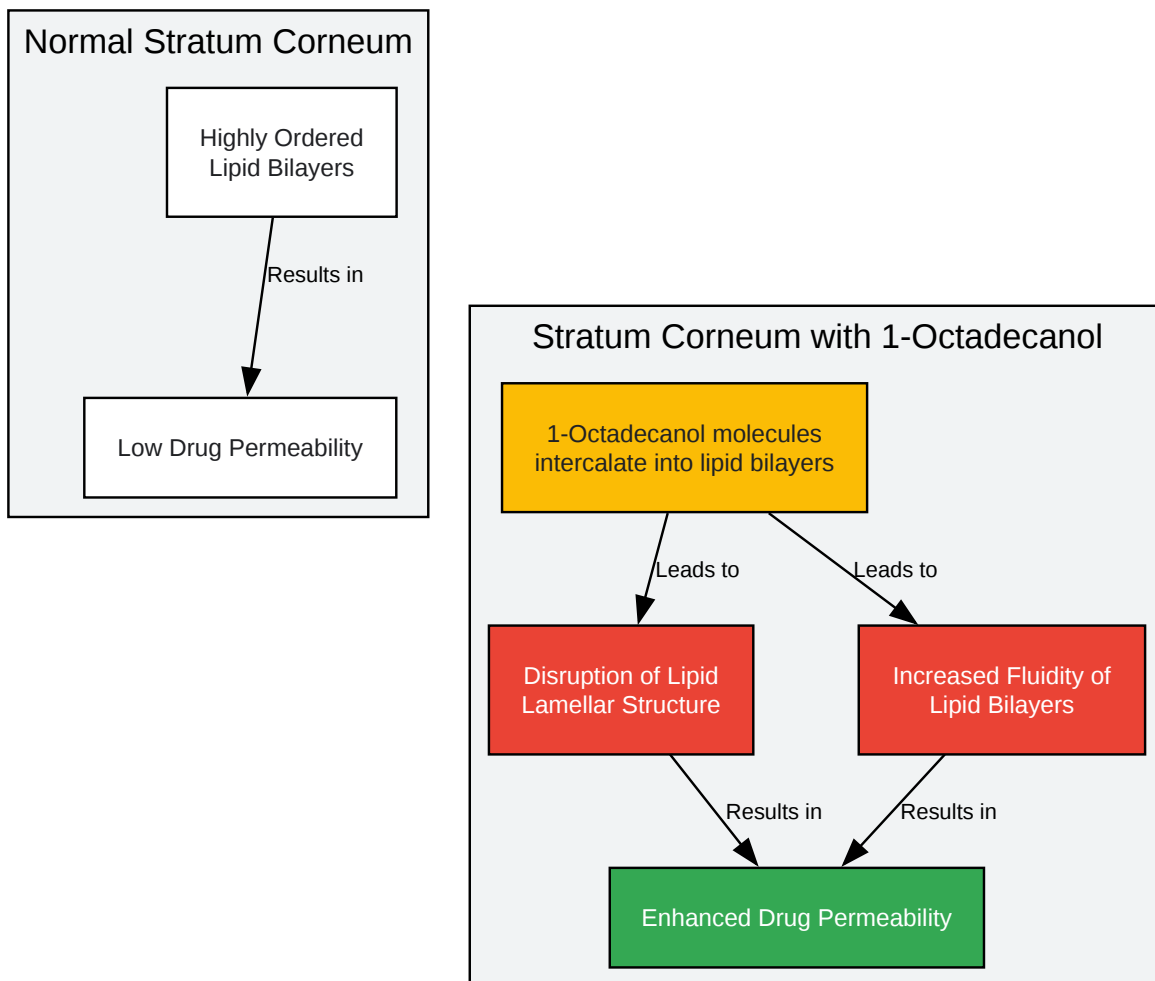 Normal Stratum Corneum
Highly Ordered
Lipid Bilayers
Results in
Low Drug Permeability
Stratum Corneum with 1-Octadecanol
1-Octadecanol molecules
intercalate into lipid bilayers
Leads to
Leads to
Disruption of Lipid
Lamellar Structure
Increased Fluidity of
Lipid Bilayers
Results in
Results in
Enhanced Drug Permeability